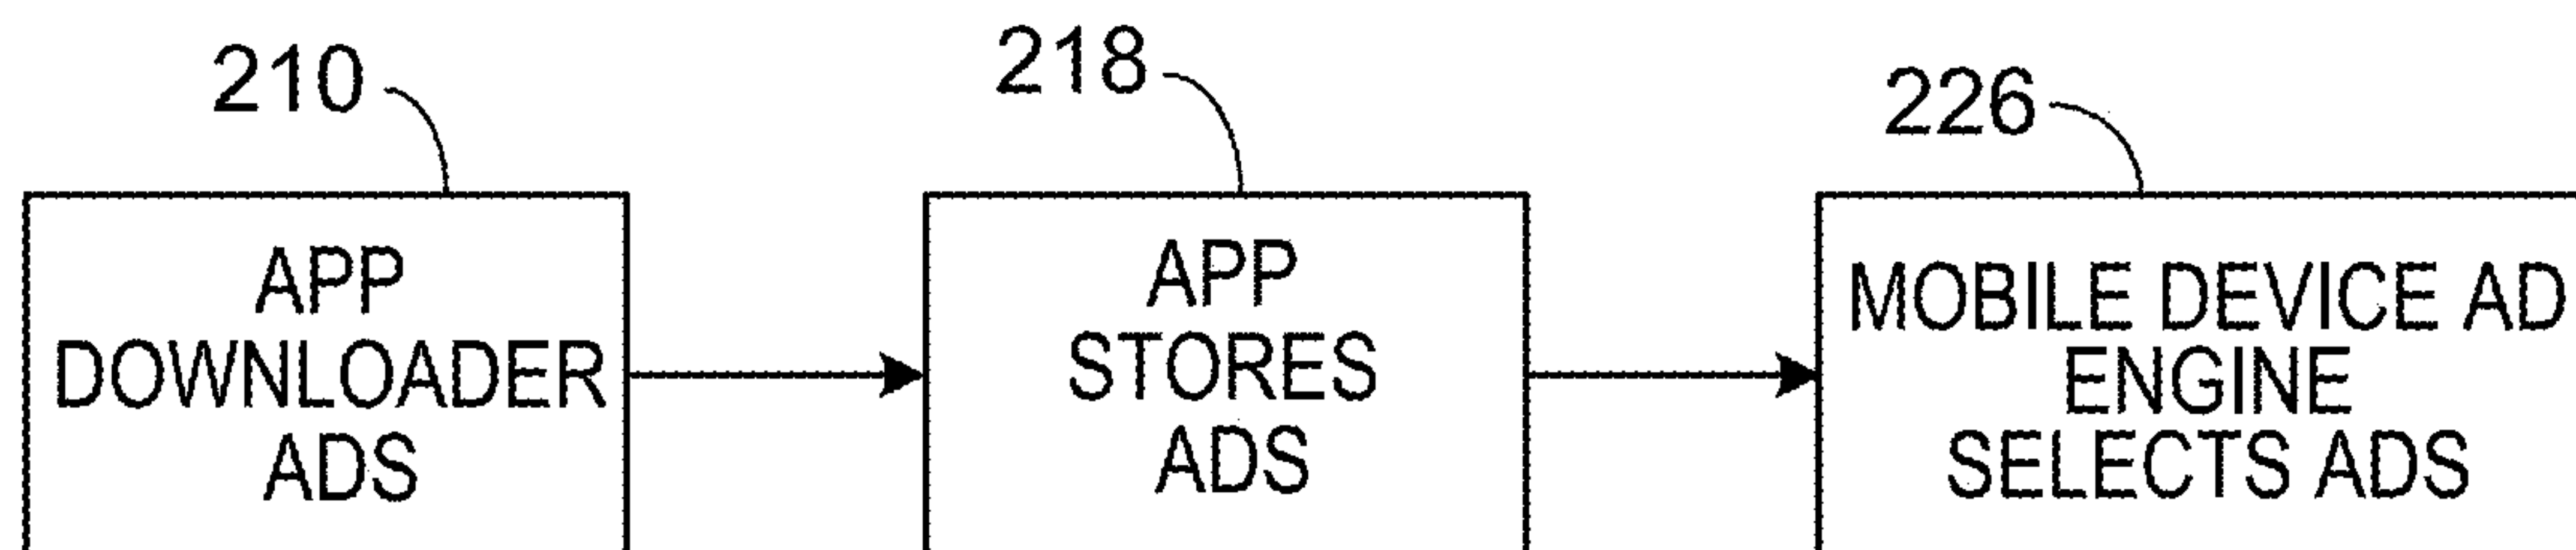 210
218
226
APP
DOWNLOADER
ADS
APP
STORES
ADS
MOBILE DEVICE AD
ENGINE
SELECTS ADS